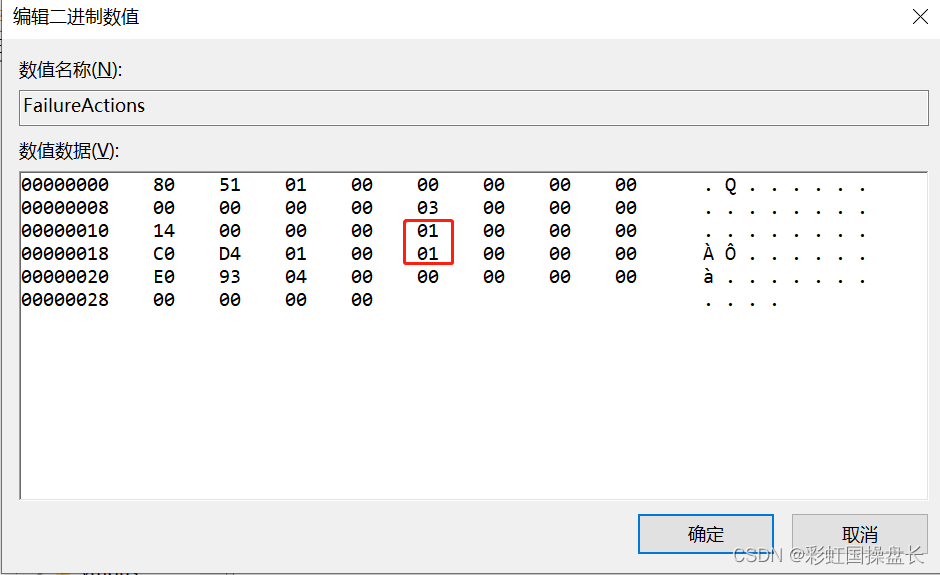 编辑二进制数值
数值名称(N):
FailureActions
数值数据(V):
00000000 80 51 01 00 00 00 00 00 . Q . . . . . .
00000008 00 00 00 00 03 00 00 00 . . . . . . . .
00000010 14 00 00 00 01 00 00 00 . . . . . . . .
00000018 C0 D4 01 00 01 00 00 00 À Ô . . . . . .
00000020 E0 93 04 00 00 00 00 00 à . . . . . . .
00000028 00 00 00 00 . . . .
确定 取消
CSDN @彩虹国操盘长